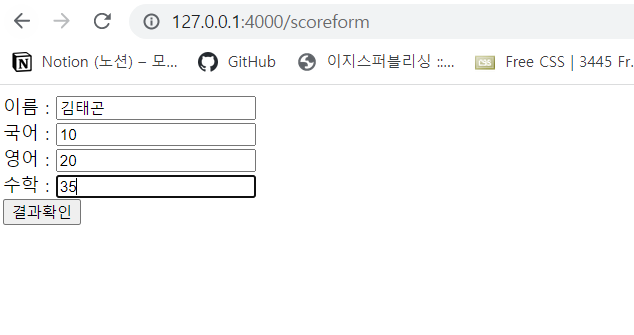 127.0.0.1:4000/scoreform
Notion (노션) – 모... GitHub 이지스퍼블리싱 ::... CSS Free CSS | 3445 Fr.
이름 : 김태곤
국어 : 10
영어 : 20
수학 : 35
결과확인